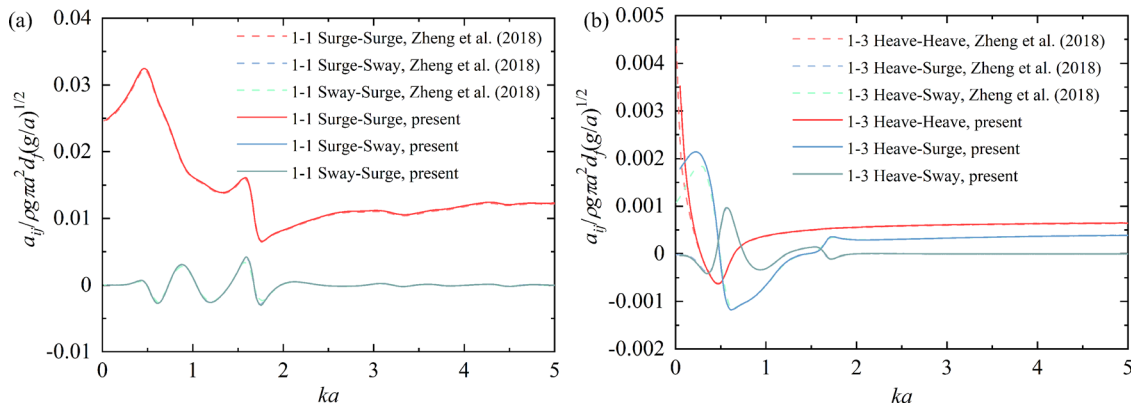 (a)
0.04
0.03
0.02
0.01
0
-0.01
a_ij/ρgπa²d_f(g/a)^1/2
1-1 Surge-Surge, Zheng et al. (2018)
1-1 Surge-Sway, Zheng et al. (2018)
1-1 Sway-Surge, Zheng et al. (2018)
1-1 Surge-Surge, present
1-1 Surge-Sway, present
1-1 Sway-Surge, present
0 1 2 3 4 5
ka
(b)
0.005
0.004
0.003
0.002
0.001
0
-0.001
-0.002
a_ij/ρgπa²d_f(g/a)^1/2
1-3 Heave-Heave, Zheng et al. (2018)
1-3 Heave-Surge, Zheng et al. (2018)
1-3 Heave-Sway, Zheng et al. (2018)
1-3 Heave-Heave, present
1-3 Heave-Surge, present
1-3 Heave-Sway, present
0 1 2 3 4 5
ka